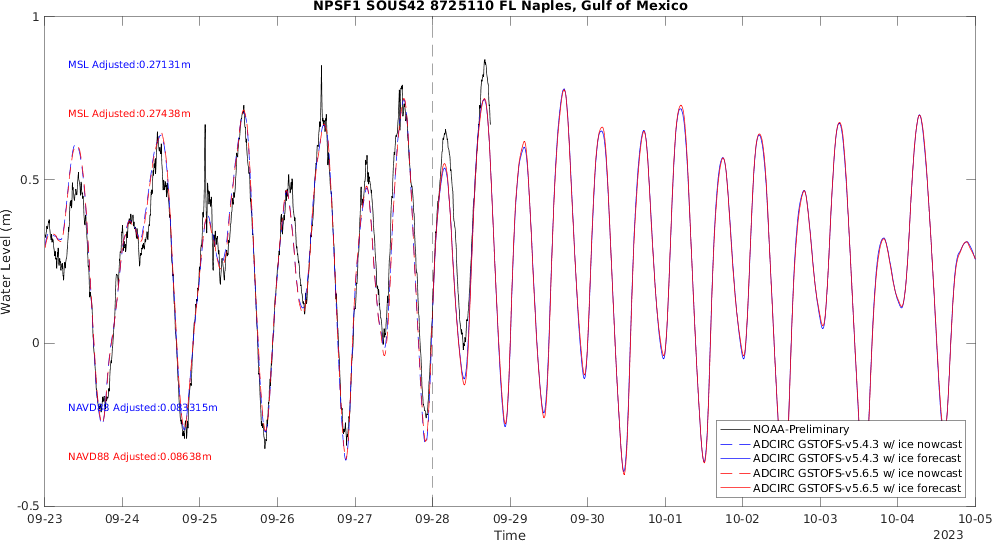 NPSF1 SOUS42 8725110 FL Naples, Gulf of Mexico
1
MSL Adjusted:0.27131m
MSL Adjusted:0.27438m
0.5
Water Level (m)
0
NAVD88 Adjusted:0.083315m
NAVD88 Adjusted:0.08638m
-0.5
NOAA-Preliminary
ADCIRC GSTOFS-v5.4.3 w/ ice nowcast
ADCIRC GSTOFS-v5.4.3 w/ ice forecast
ADCIRC GSTOFS-v5.6.5 w/ ice nowcast
ADCIRC GSTOFS-v5.6.5 w/ ice forecast
09-23 09-24 09-25 09-26 09-27 09-28 09-29 09-30 10-01 10-02 10-03 10-04 10-05
Time
2023